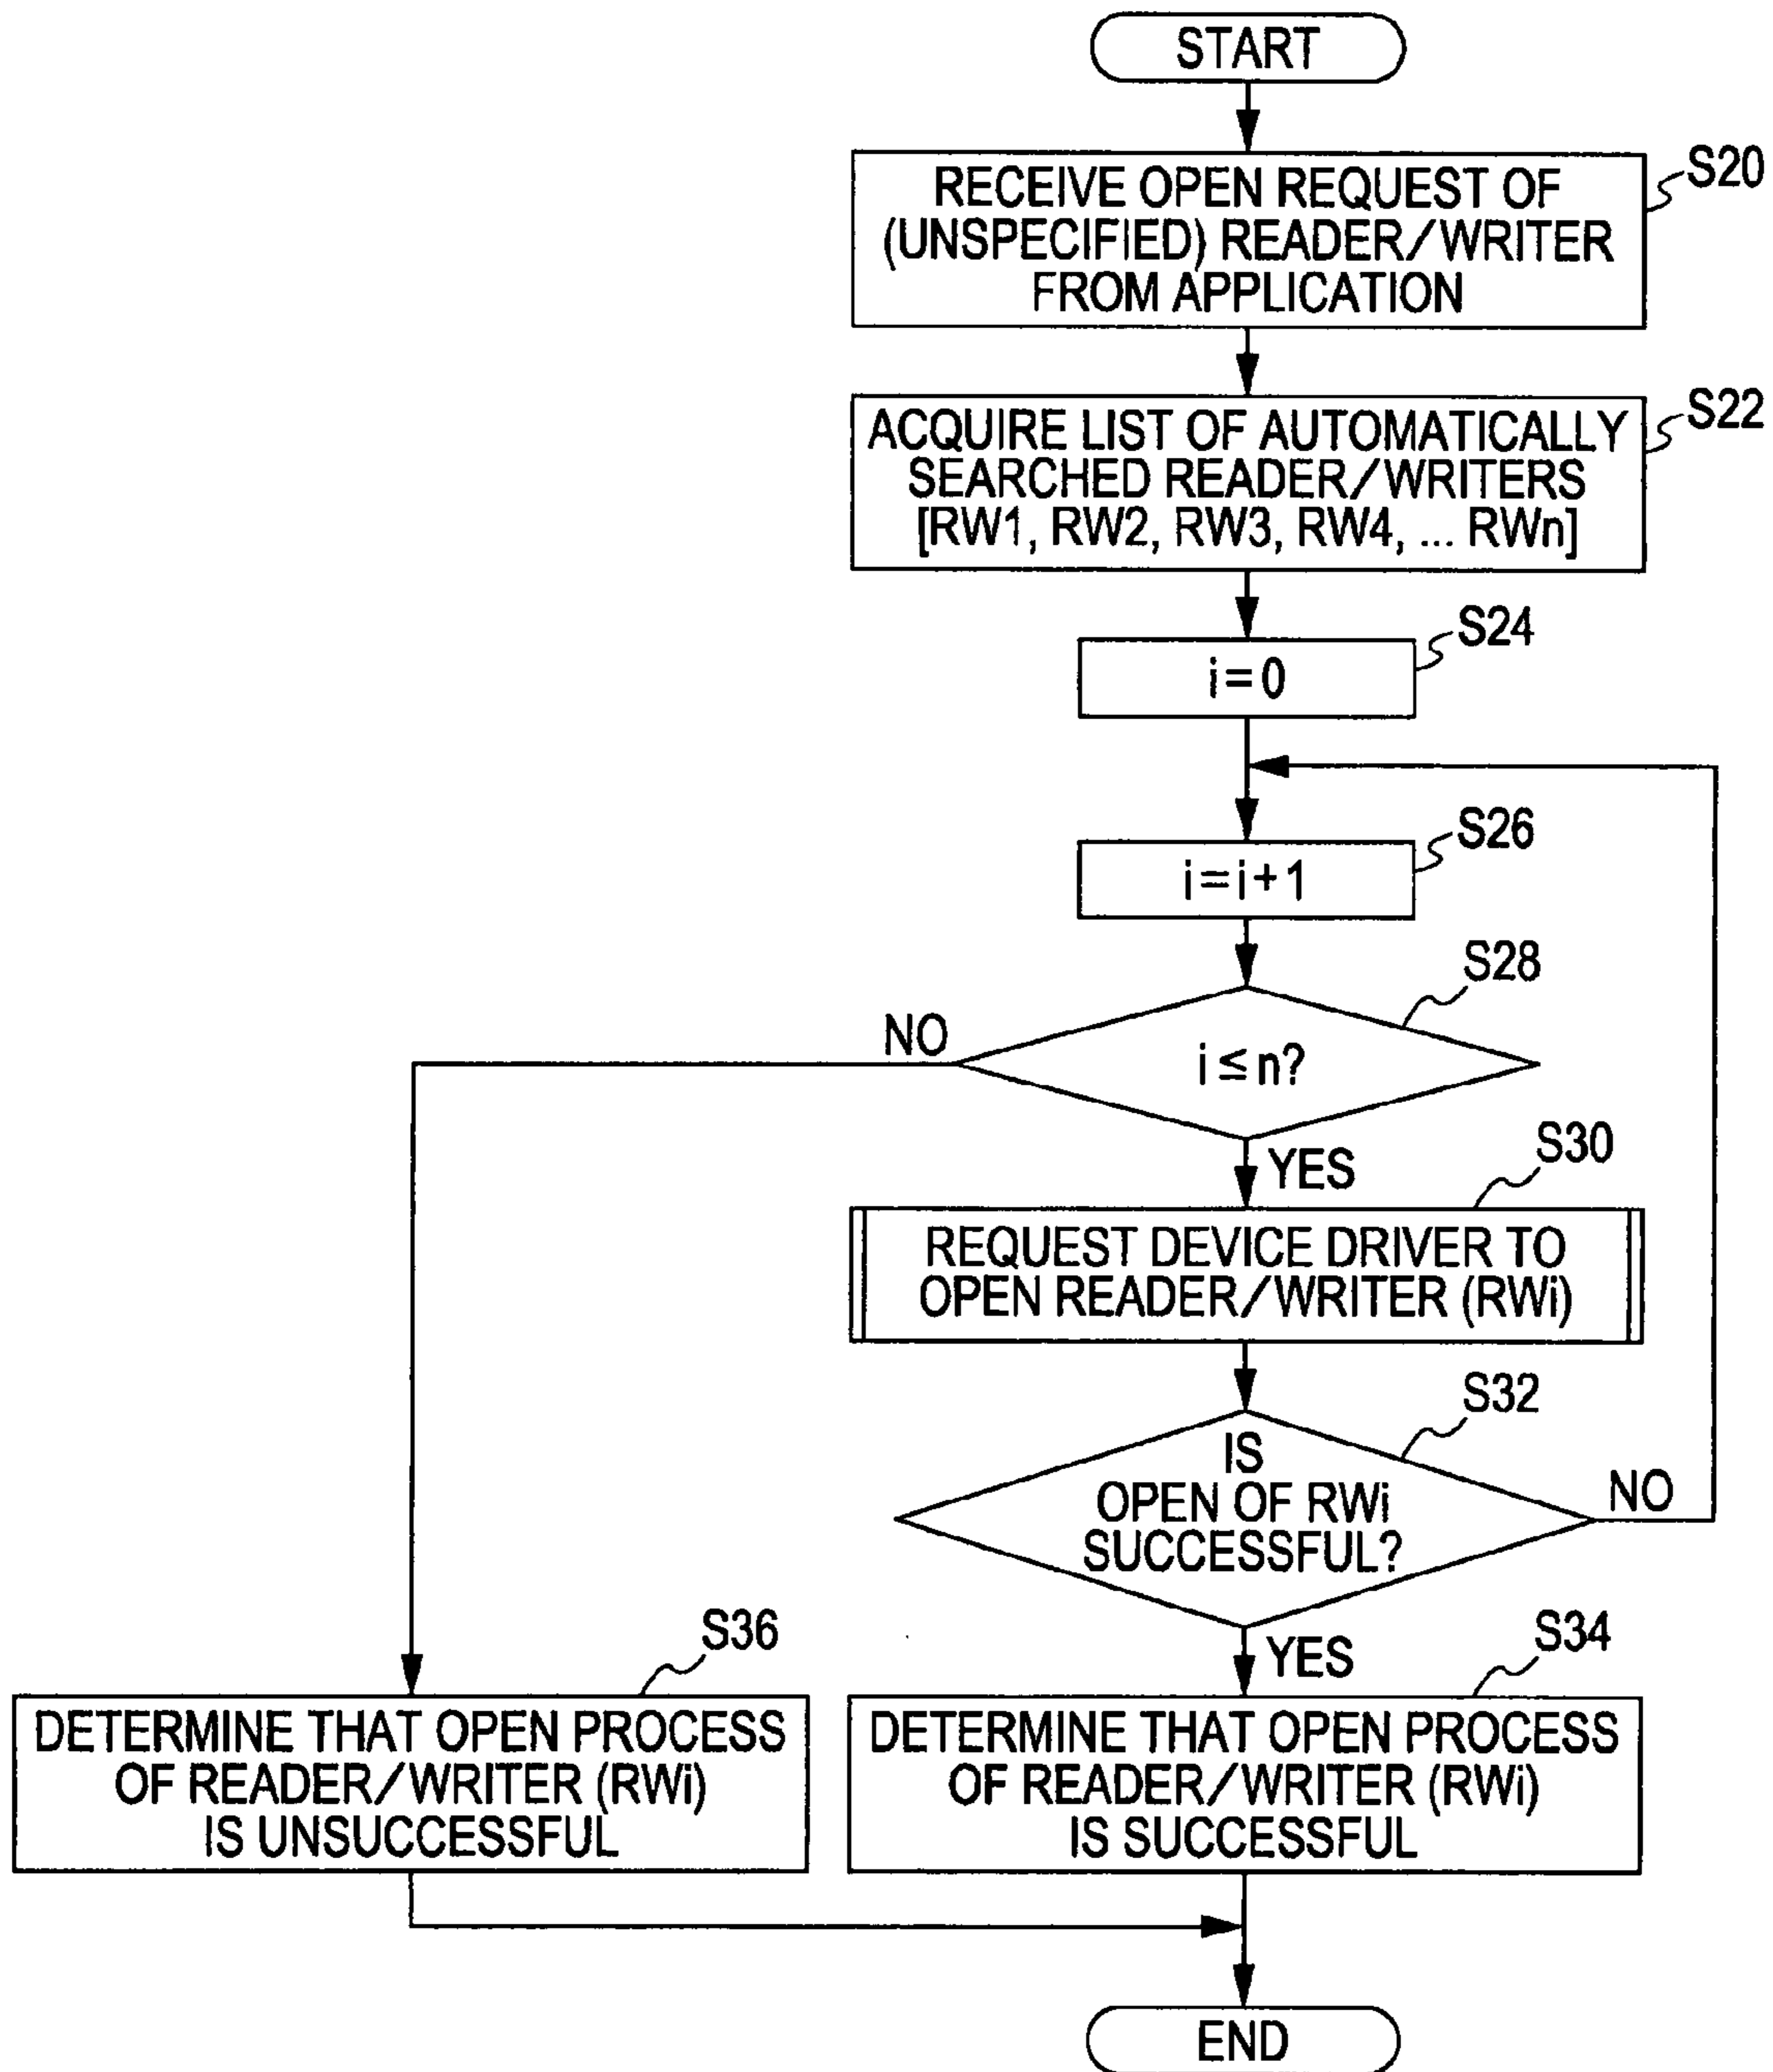 START
S20
RECEIVE OPEN REQUEST OF
(UNSPECIFIED) READER/WRITER
FROM APPLICATION
S22
ACQUIRE LIST OF AUTOMATICALLY
SEARCHED READER/WRITERS
[RW1, RW2, RW3, RW4, ... RWn]
S24
i=0
S26
i=i+1
S28
NO
i≤n?
YES
S30
REQUEST DEVICE DRIVER TO
OPEN READER/WRITER (RWi)
S32
IS
OPEN OF RWi
SUCCESSFUL?
NO
YES
S36
DETERMINE THAT OPEN PROCESS
OF READER/WRITER (RWi)
IS UNSUCCESSFUL
S34
DETERMINE THAT OPEN PROCESS
OF READER/WRITER (RWi)
IS SUCCESSFUL
END